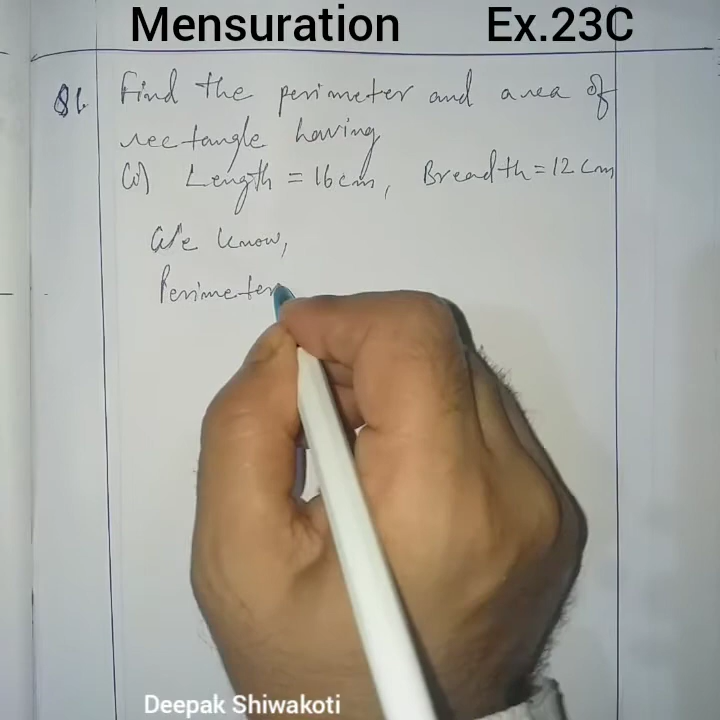 Mensuration Ex.23C
Q1. Find the perimeter and area of
rectangle having
(i) Length = 16cm, Breadth = 12 cm
We know,
Perimeter
Deepak Shiwakoti